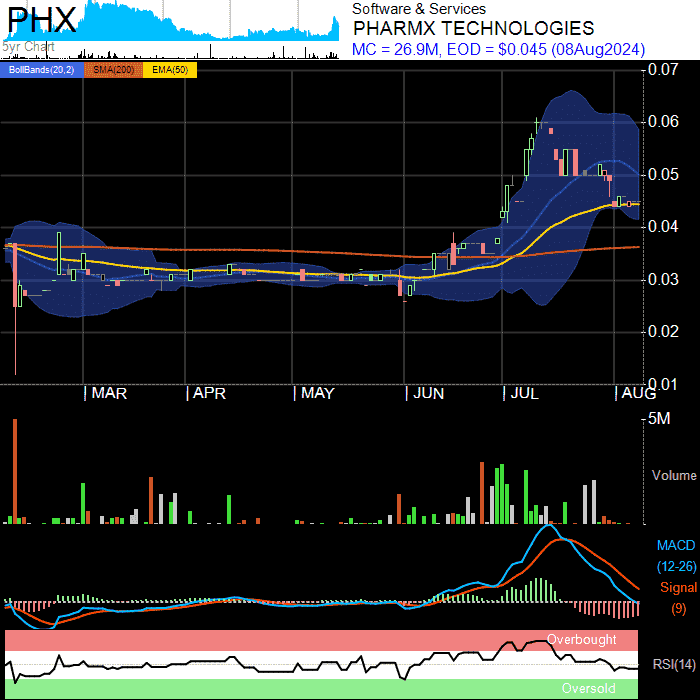 PHX
5yr Chart
Software & Services
PHARMX TECHNOLOGIES
MC = 26.9M, EOD = $0.045 (08Aug2024)
BollBands(20,2) SMA(200) EMA(50)
0.07
0.06
0.05
0.04
0.03
0.02
0.01
| MAR | APR | MAY | JUN | JUL | AUG
5M
Volume
MACD
(12-26)
Signal
(9)
Overbought
RSI(14)
Oversold